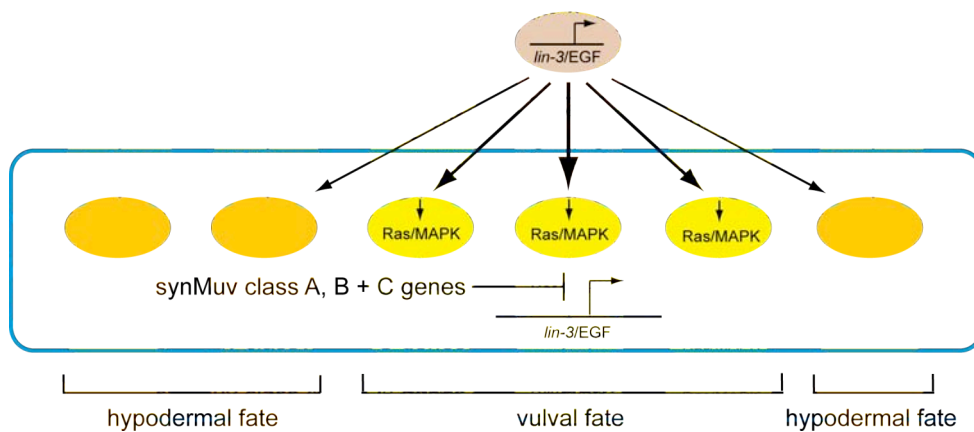 lin-3/EGF
Ras/MAPK
Ras/MAPK
Ras/MAPK
synMuv class A, B + C genes
lin-3/EGF
hypodermal fate
vulval fate
hypodermal fate